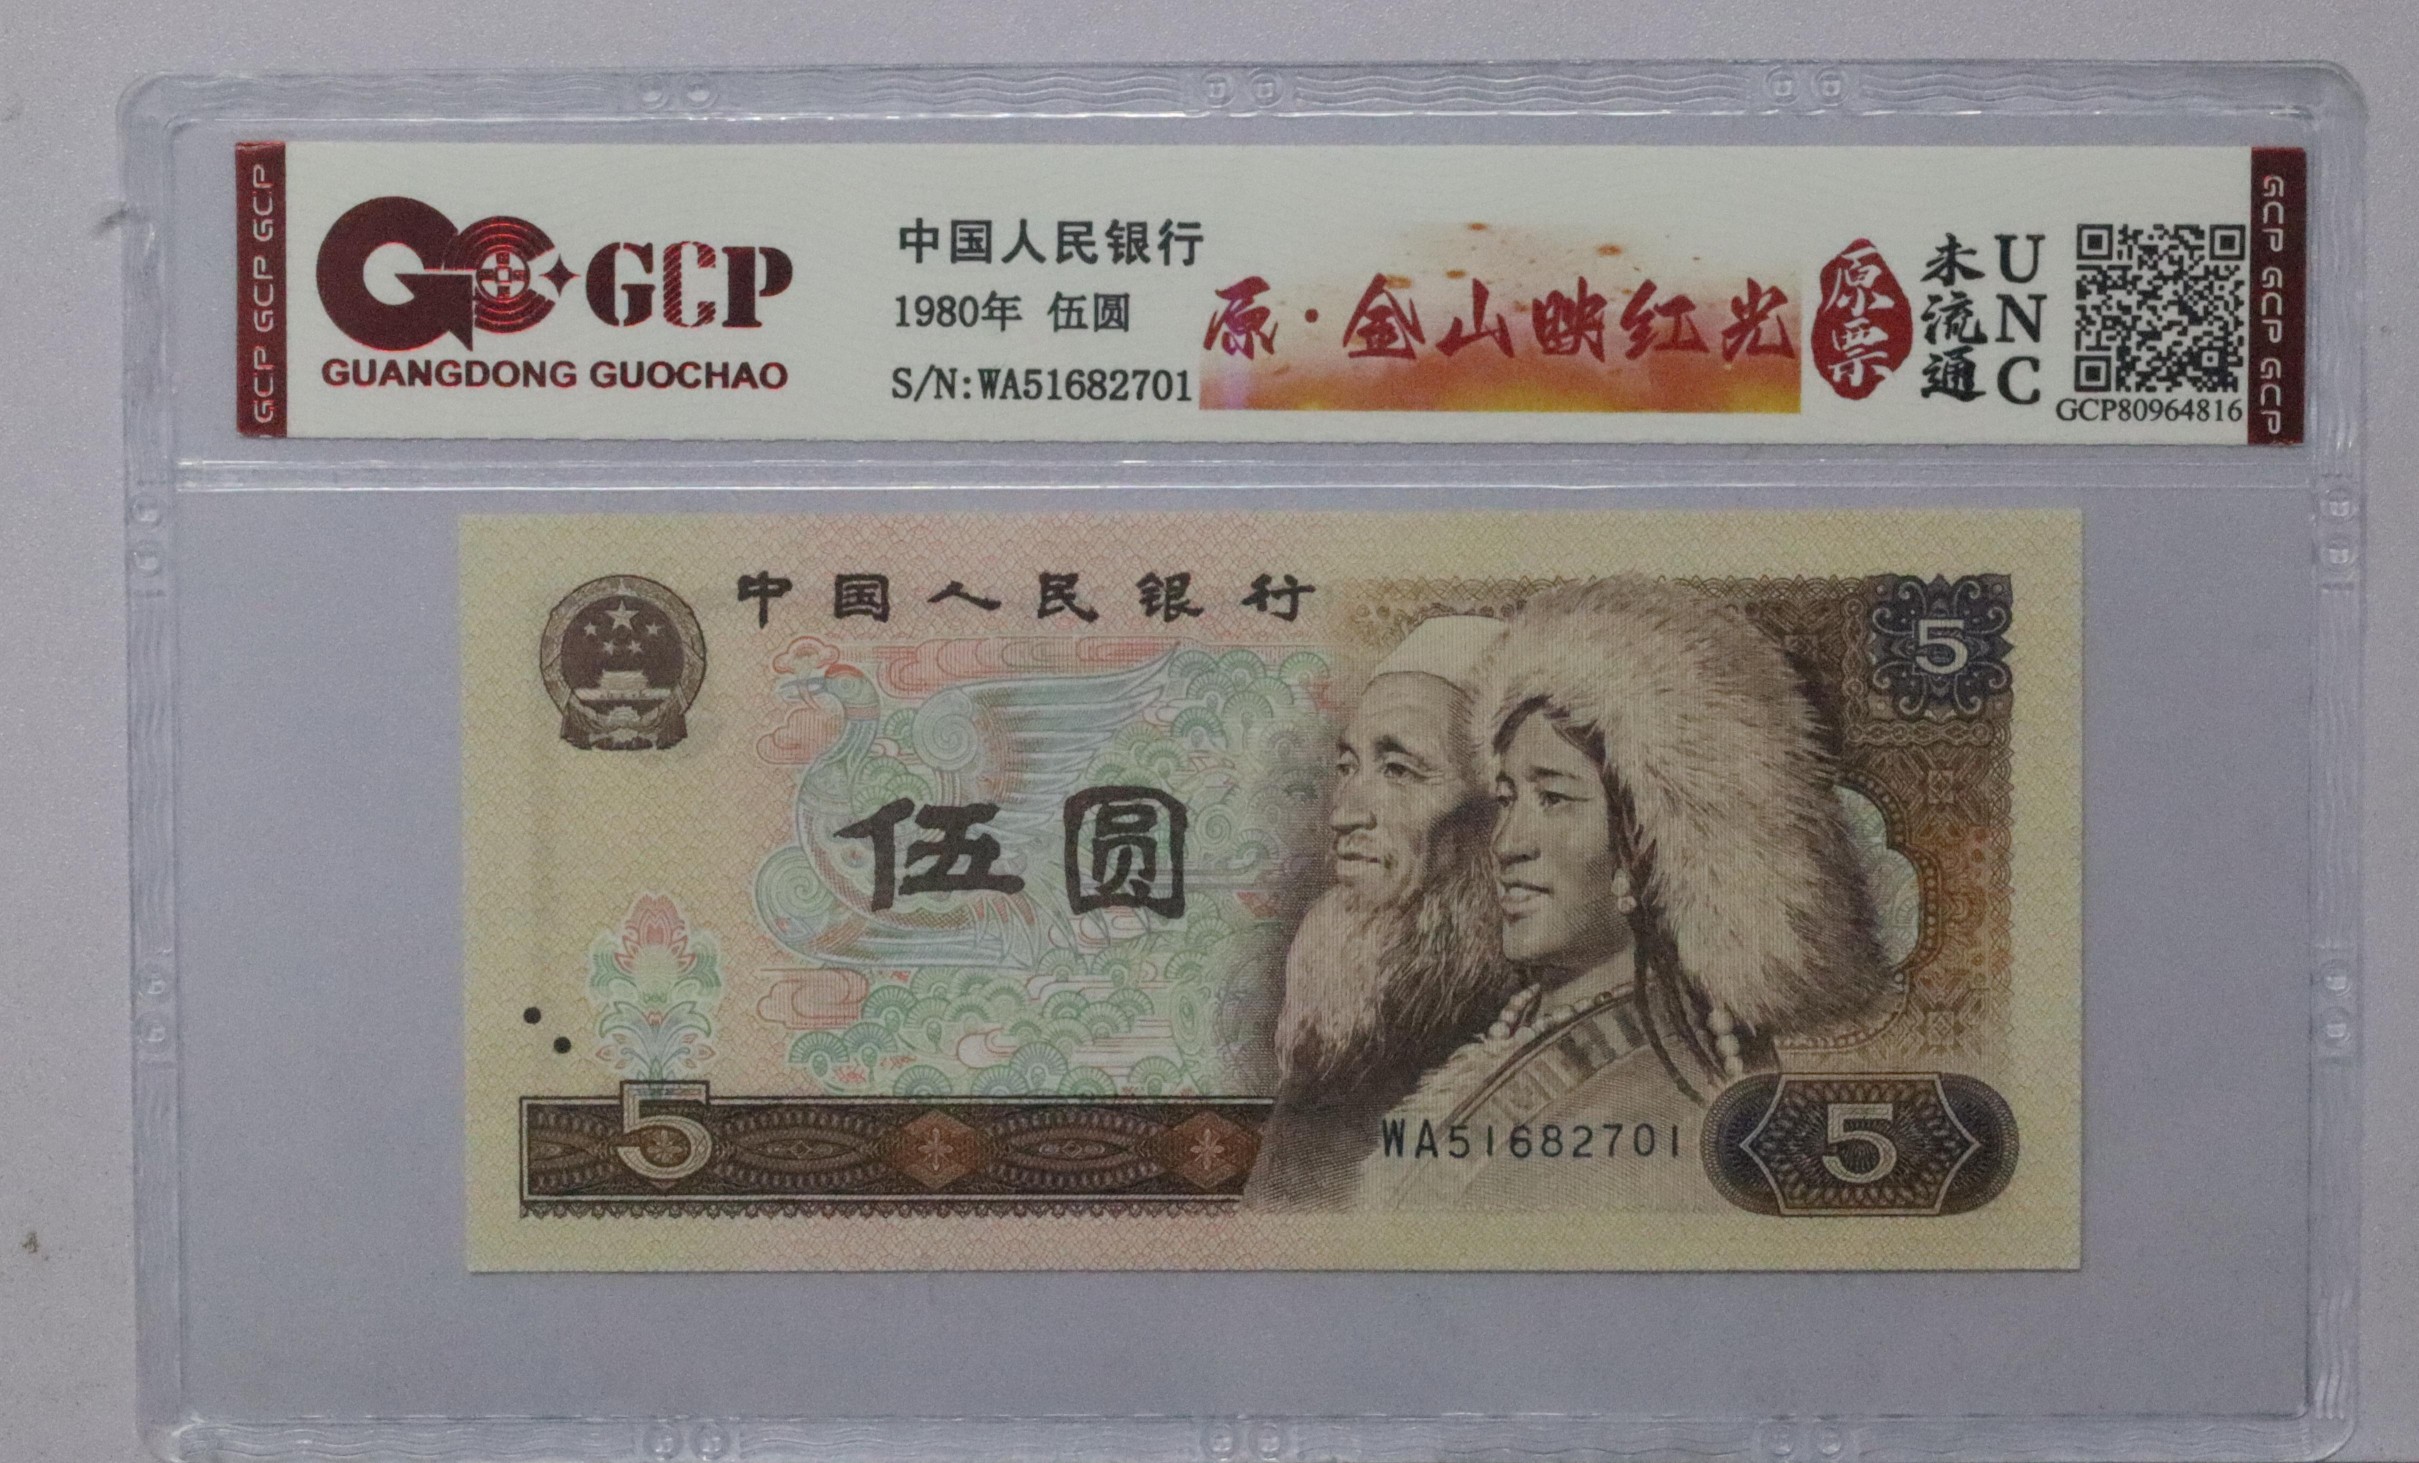 GCP GCP GCP
GCP
GUANGDONG GUOCHAO
中国人民银行
1980年 伍圆
S/N:WA51682701
原·金山映红光
原票
未流通
UNC
GCP80964816
GCP GCP GCP
中国人民银行
5
伍圆
5
WA51682701
5